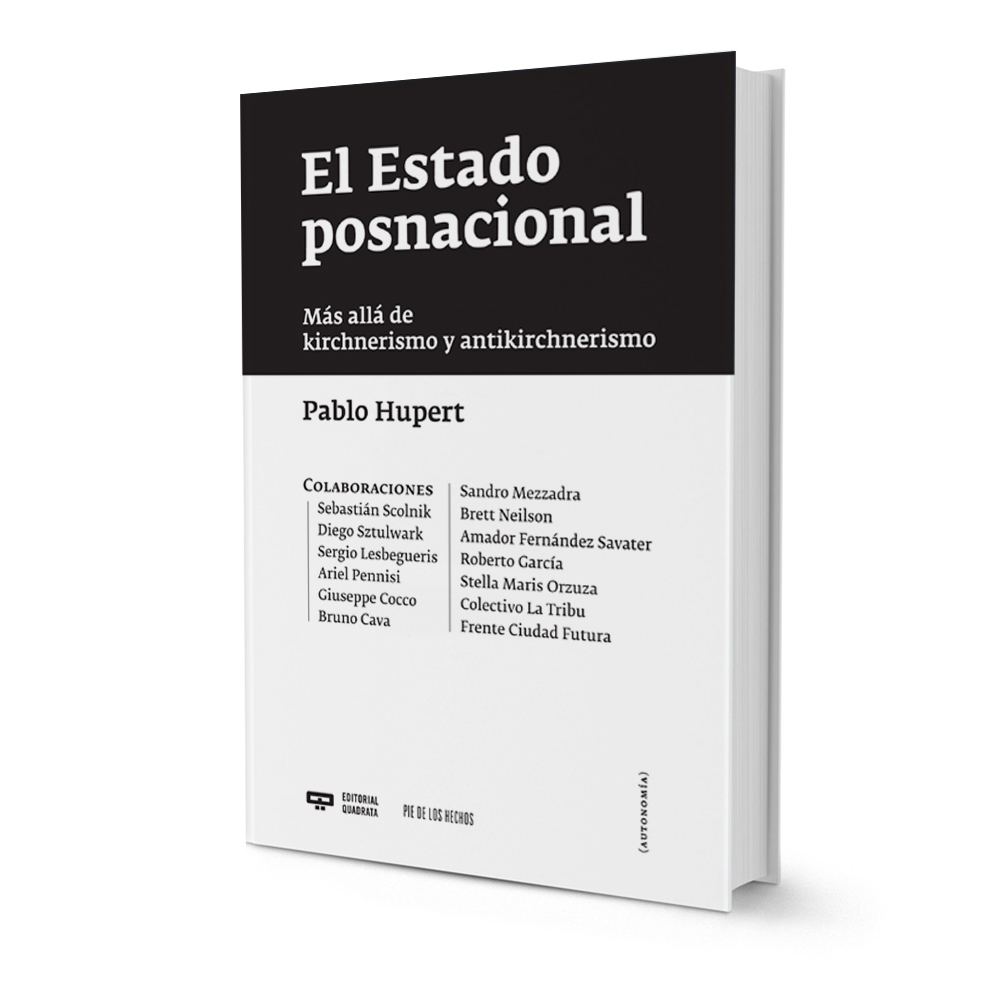 El Estado
posnacional
Más allá de
kirchnerismo y antikirchnerismo
Pablo Hupert
Colaboraciones
Sebastián Scolnik
Diego Sztulwark
Sergio Lesbegueris
Ariel Pennisi
Giuseppe Cocco
Bruno Cava
Sandro Mezzadra
Brett Neilson
Amador Fernández Savater
Roberto García
Stella Maris Orzuza
Colectivo La Tribu
Frente Ciudad Futura
EDITORIAL
QUADRATA
PIE DE LOS HECHOS
(AUTONOMÍA)